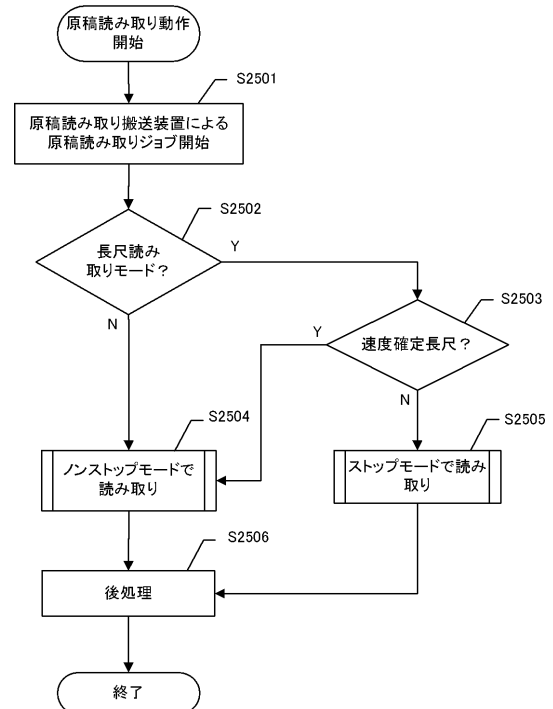 原稿読み取り動作
開始
S2501
原稿読み取り搬送装置による
原稿読み取りジョブ開始
S2502
長尺読み
取りモード？
Y
N
S2503
速度確定長尺？
Y
N
S2504
ノンストップモードで
読み取り
S2505
ストップモードで読み
取り
S2506
後処理
終了